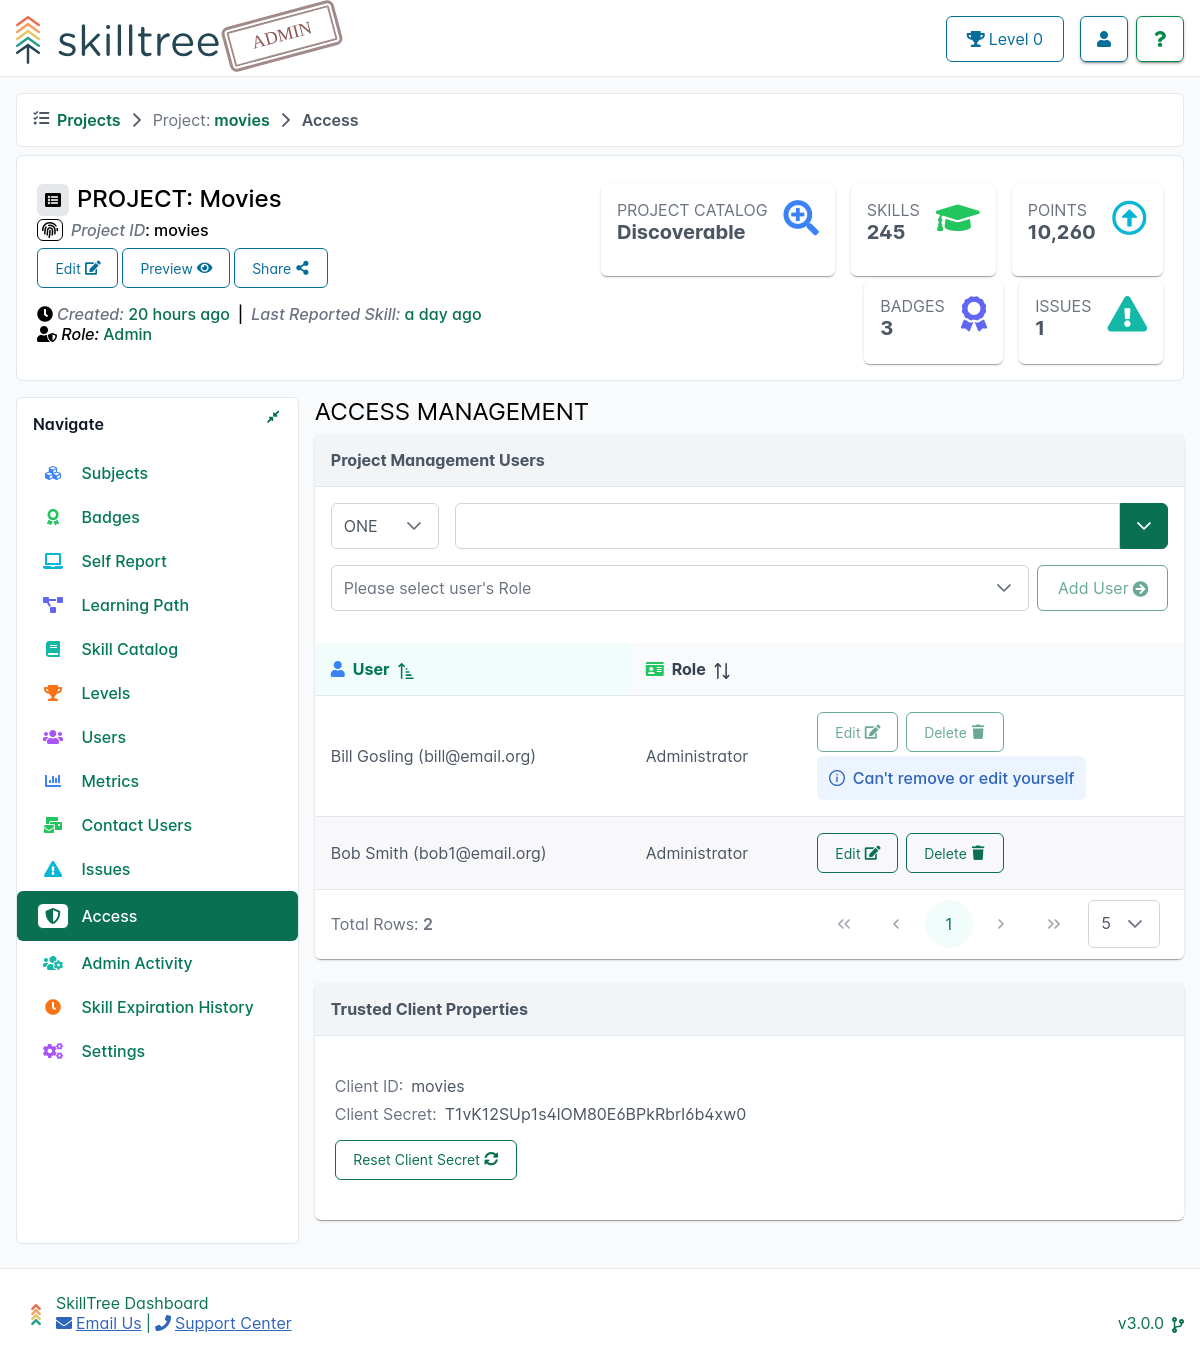 skilltree ADMIN
Level 0
Projects > Project: movies > Access
PROJECT: Movies
Project ID: movies
Edit Preview Share
Created: 20 hours ago | Last Reported Skill: a day ago
Role: Admin
PROJECT CATALOG
Discoverable
SKILLS
245
POINTS
10,260
BADGES
3
ISSUES
1
Navigate
Subjects
Badges
Self Report
Learning Path
Skill Catalog
Levels
Users
Metrics
Contact Users
Issues
Access
Admin Activity
Skill Expiration History
Settings
ACCESS MANAGEMENT
Project Management Users
ONE
Please select user's Role
Add User
User Role
Bill Gosling (bill@email.org) Administrator Edit Delete
Can't remove or edit yourself
Bob Smith (bob1@email.org) Administrator Edit Delete
Total Rows: 2 « ‹ 1 › » 5
Trusted Client Properties
Client ID: movies
Client Secret: T1vK12SUp1s4lOM80E6BPkRbrI6b4xw0
Reset Client Secret
SkillTree Dashboard
Email Us | Support Center
v3.0.0